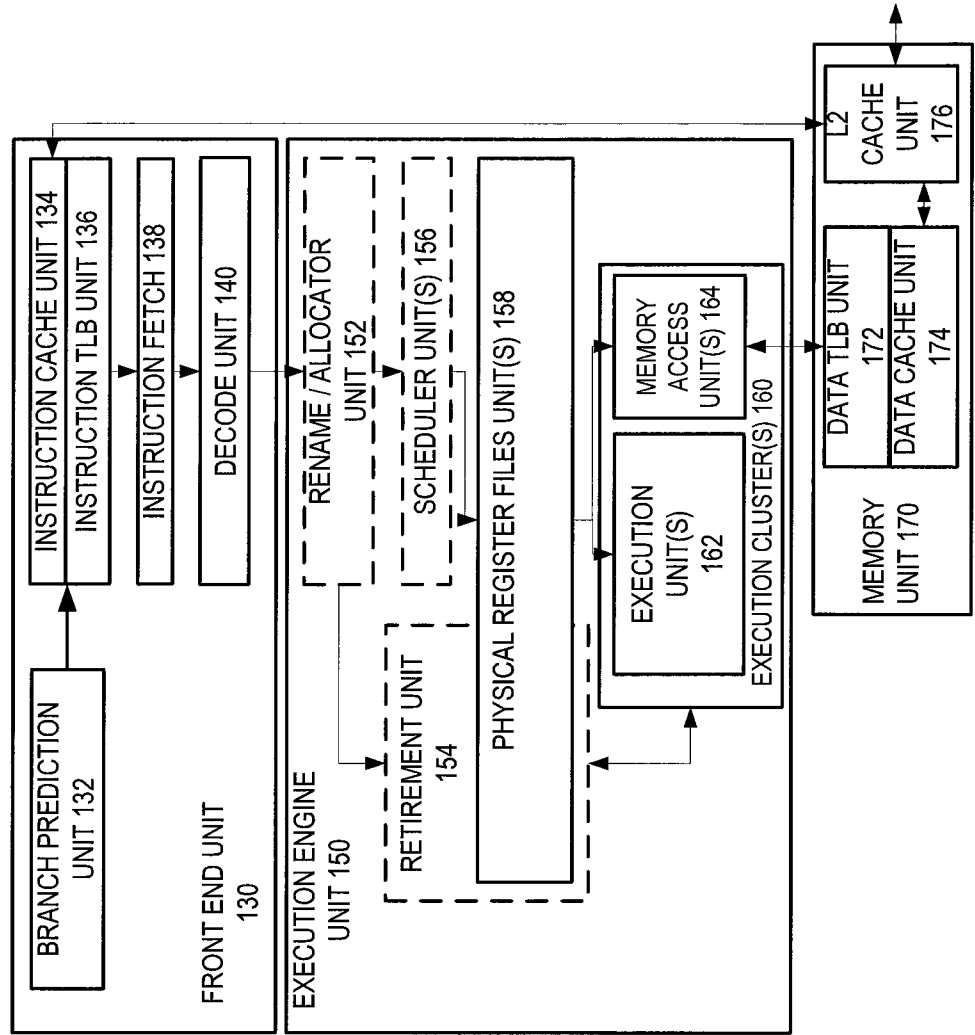 BRANCH PREDICTION
UNIT 132
INSTRUCTION CACHE UNIT 134
INSTRUCTION TLB UNIT 136
INSTRUCTION FETCH 138
DECODE UNIT 140
FRONT END UNIT
130
EXECUTION ENGINE
UNIT 150
RENAME / ALLOCATOR
UNIT 152
RETIREMENT UNIT
154
SCHEDULER UNIT(S) 156
PHYSICAL REGISTER FILES UNIT(S) 158
EXECUTION
UNIT(S)
162
MEMORY
ACCESS
UNIT(S) 164
EXECUTION CLUSTER(S) 160
MEMORY
UNIT 170
DATA TLB UNIT
172
DATA CACHE UNIT
174
L2
CACHE
UNIT
176